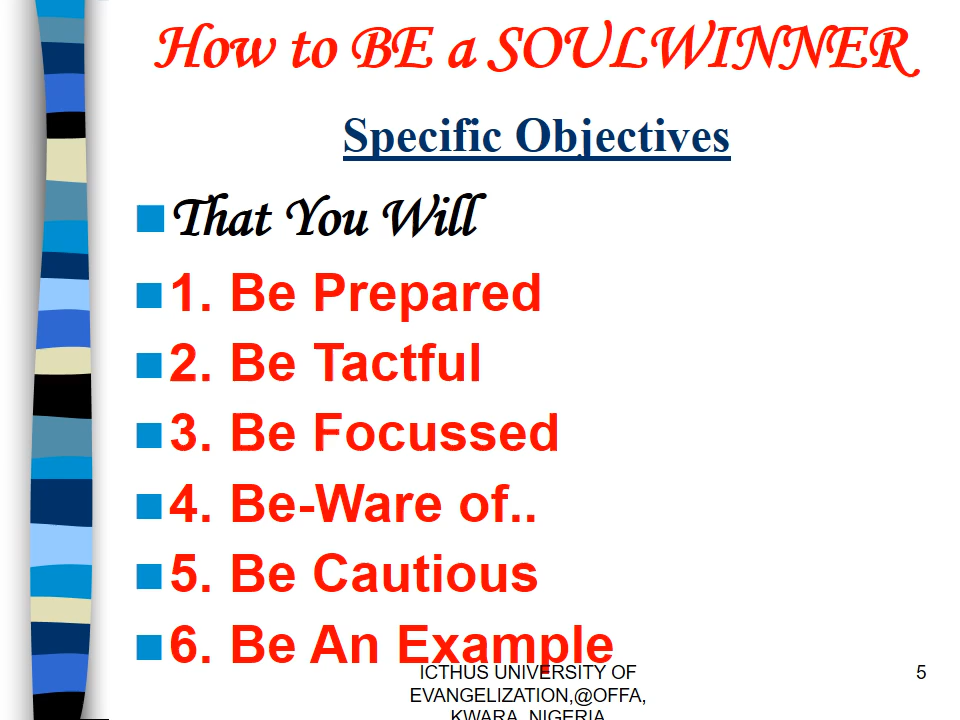 How to BE a SOULWINNER
Specific Objectives
That You Will
1. Be Prepared
2. Be Tactful
3. Be Focussed
4. Be-Ware of..
5. Be Cautious
6. Be An Example
ICTHUS UNIVERSITY OF
EVANGELIZATION,@OFFA,
KWARA, NIGERIA
5